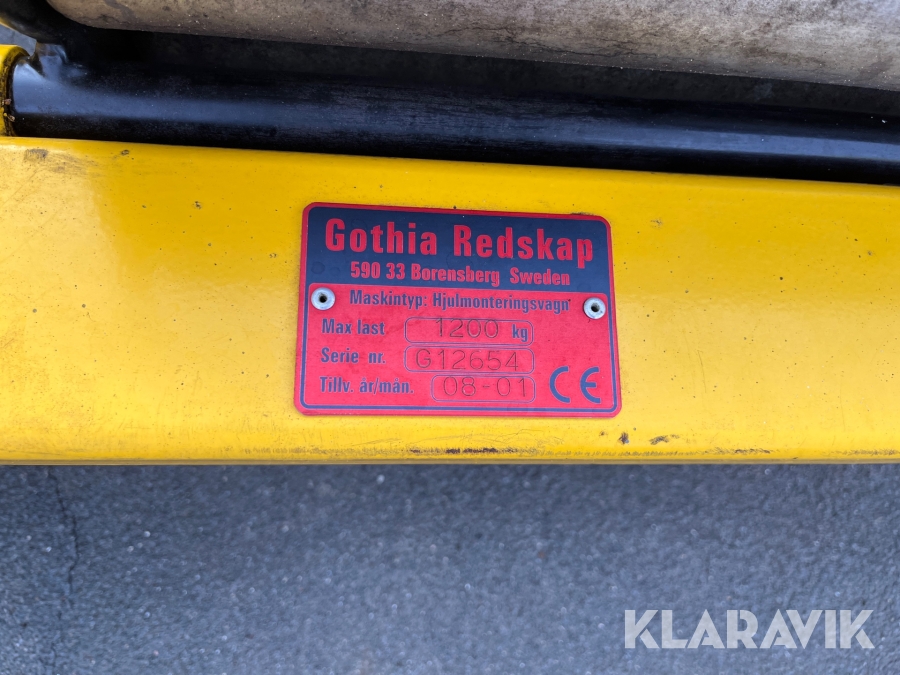 Gothia Redskap
590 33 Borensberg Sweden
Maskintyp: Hjulmonteringsvagn
Max last. 1200 kg
Serie- nr. G12654
Tillv. år/mån. 08-01 CE
KLARAVIK